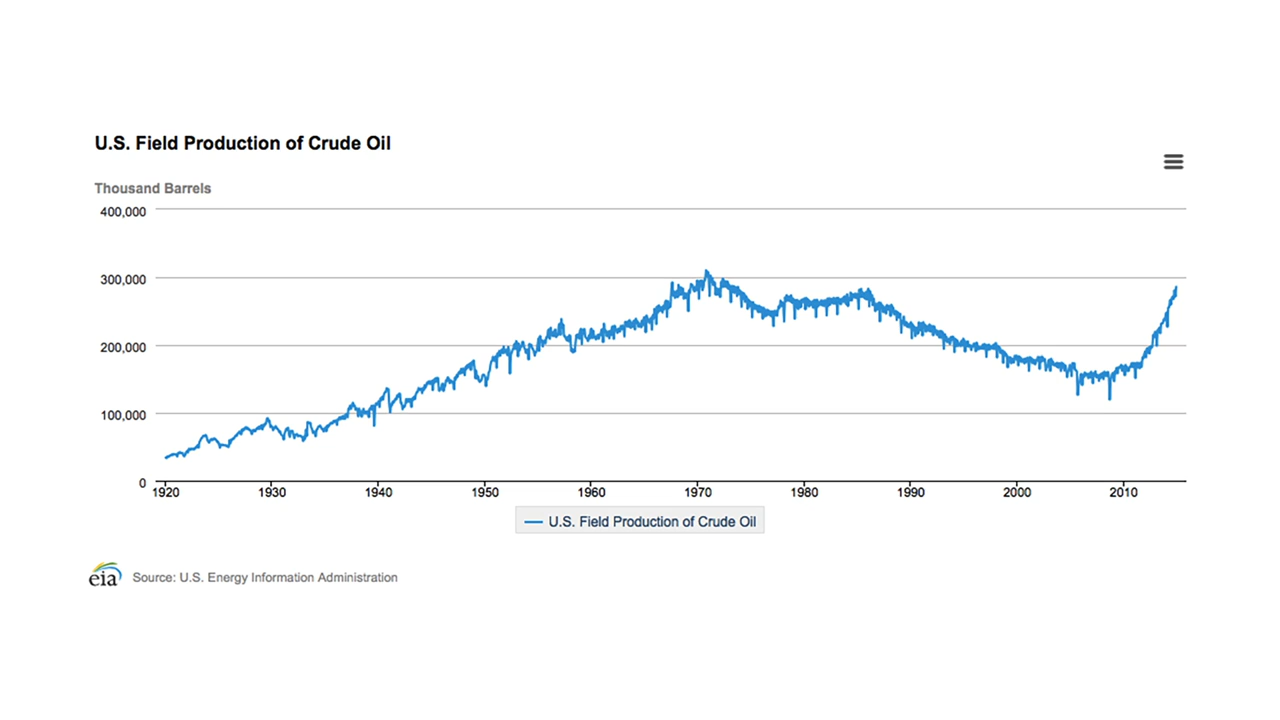 U.S. Field Production of Crude Oil
Thousand Barrels
400,000
300,000
200,000
100,000
0
1920 1930 1940 1950 1960 1970 1980 1990 2000 2010
U.S. Field Production of Crude Oil
eia Source: U.S. Energy Information Administration